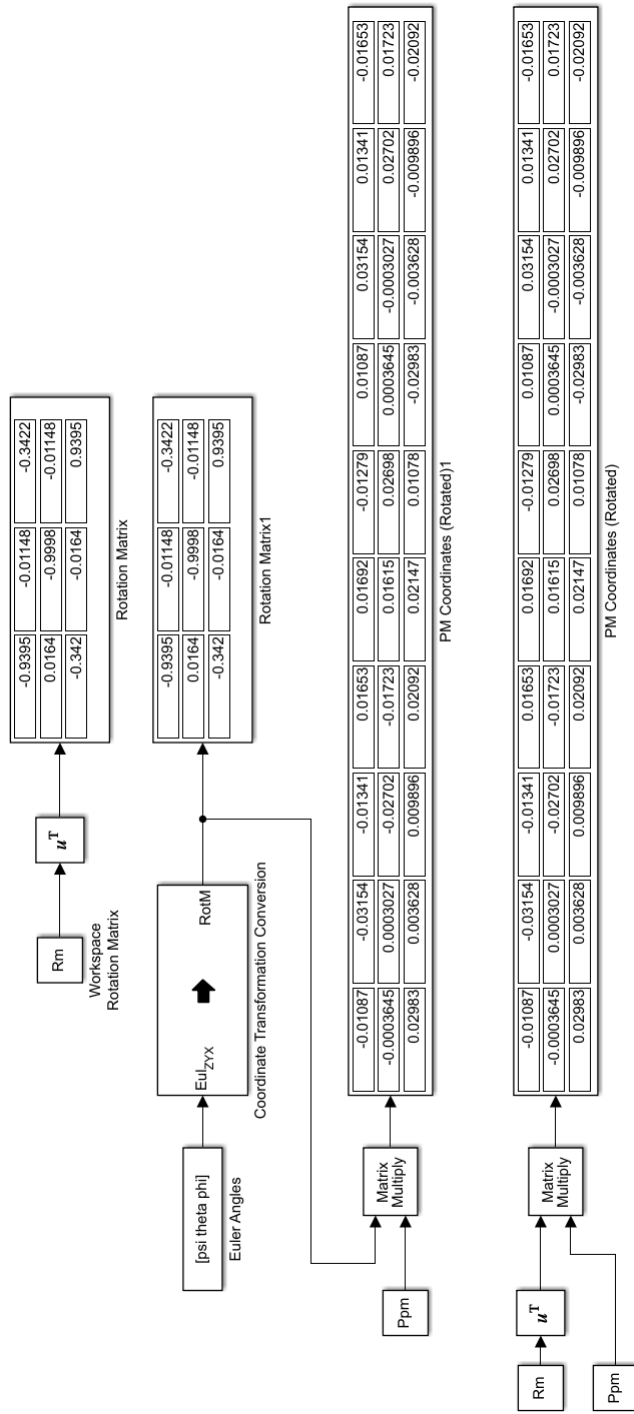 Rm
Workspace
Rotation Matrix
uᵀ
-0.9395 -0.01148 -0.3422
0.0164 -0.9998 -0.01148
-0.342 -0.0164 0.9395
Rotation Matrix
[psi theta phi]
Euler Angles
Eul_ZYX
RotM
Coordinate Transformation Conversion
-0.9395 -0.01148 -0.3422
0.0164 -0.9998 -0.01148
-0.342 -0.0164 0.9395
Rotation Matrix1
Ppm
Matrix
Multiply
-0.01087 -0.03154 -0.01341 0.01653 0.01692 -0.01279 0.01087 0.03154 0.01341 -0.01653
-0.0003645 0.0003027 -0.02702 -0.01723 0.01615 0.02698 0.0003645 -0.0003027 0.02702 0.01723
0.02983 0.003628 0.009896 0.02092 0.02147 0.01078 -0.02983 -0.003628 -0.009896 -0.02092
PM Coordinates (Rotated)1
Rm
uᵀ
Ppm
Matrix
Multiply
-0.01087 -0.03154 -0.01341 0.01653 0.01692 -0.01279 0.01087 0.03154 0.01341 -0.01653
-0.0003645 0.0003027 -0.02702 -0.01723 0.01615 0.02698 0.0003645 -0.0003027 0.02702 0.01723
0.02983 0.003628 0.009896 0.02092 0.02147 0.01078 -0.02983 -0.003628 -0.009896 -0.02092
PM Coordinates (Rotated)